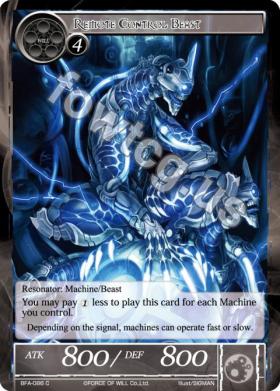 Remote Control Beast
WILL
4
fowtcg.us
Resonator: Machine/Beast
You may pay 1 less to play this card for each Machine
you control.
Depending on the signal, machines can operate fast or slow.
ATK 800/ DEF 800
BFA-086 C ©FORCE OF WILL Co.,Ltd. Illust/SIGMAN